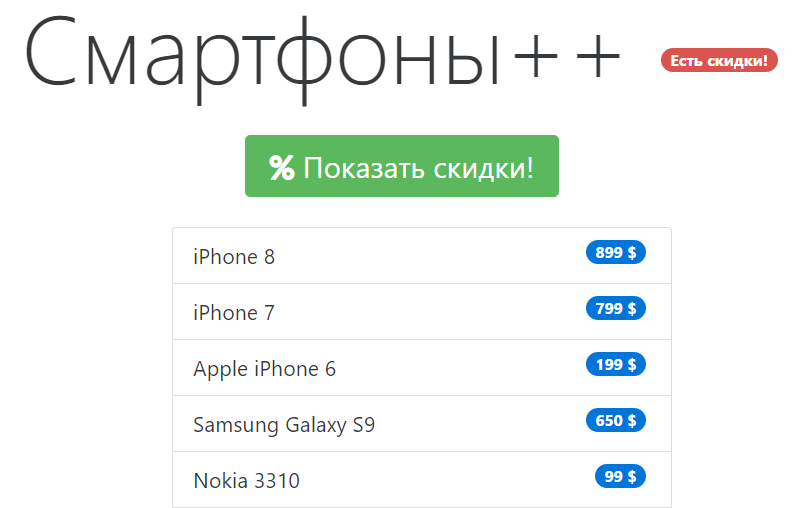 Смартфоны++ Есть скидки!
% Показать скидки!
iPhone 8 899 $
iPhone 7 799 $
Apple iPhone 6 199 $
Samsung Galaxy S9 650 $
Nokia 3310 99 $